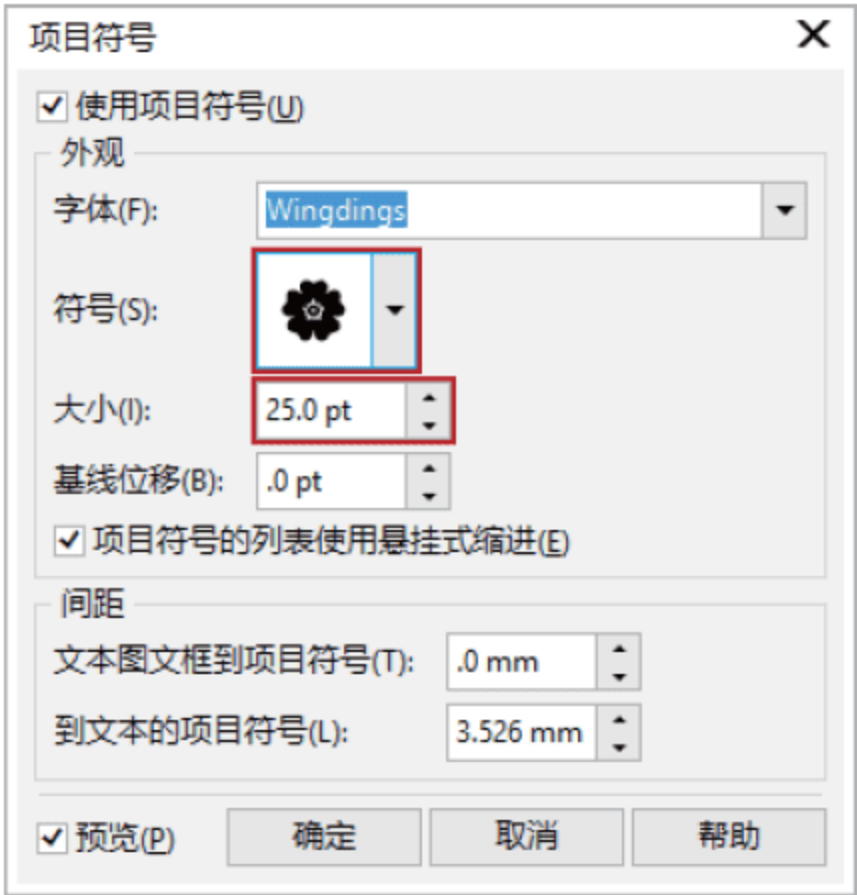 项目符号
使用项目符号(U)
外观
字体(F): Wingdings
符号(S):
大小(I): 25.0 pt
基线位移(B): .0 pt
项目符号的列表使用悬挂式缩进(E)
间距
文本图文框到项目符号(T): .0 mm
到文本的项目符号(L): 3.526 mm
预览(P) 确定 取消 帮助